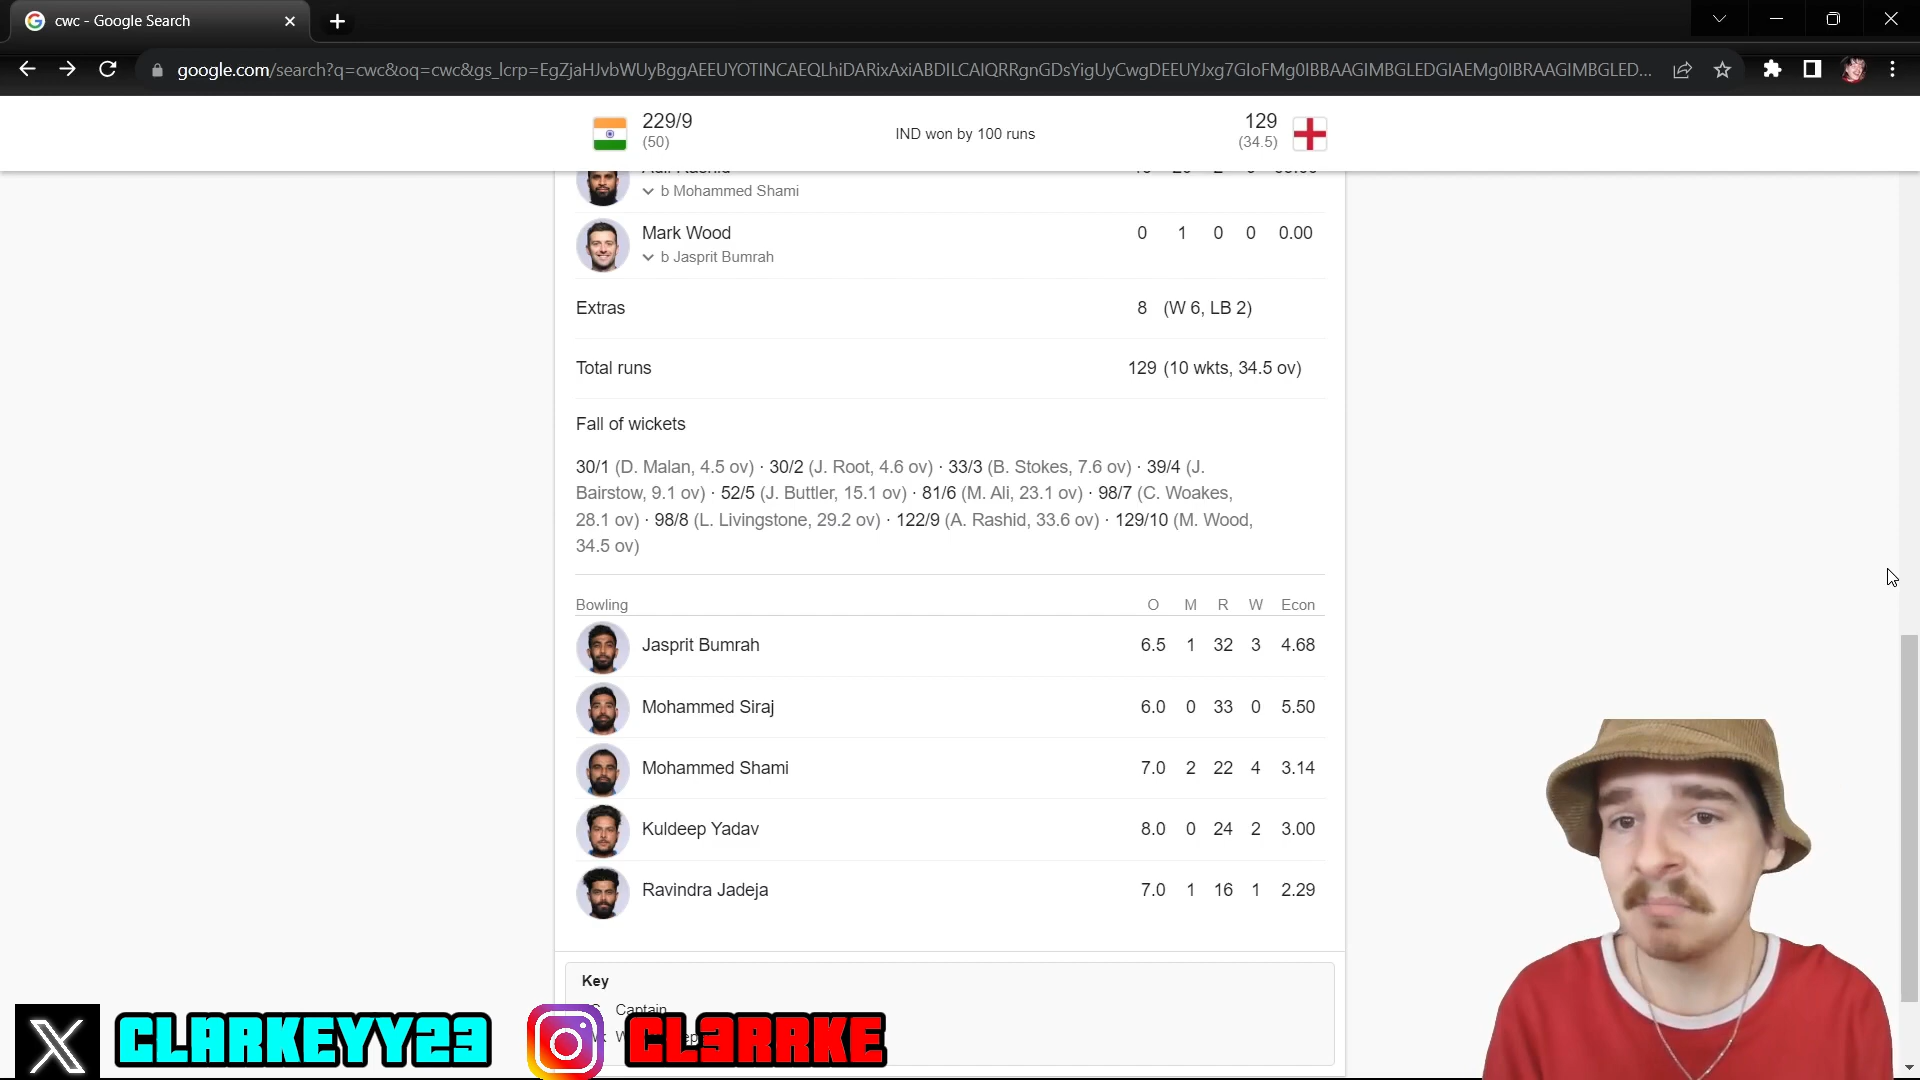 cwc - Google Search
google.com/search?q=cwc&oq=cwc&gs_lcrp=EgZjaHJvbWUyBggAEEUYOTINCAEQLhiDARixAxiABDILCAIQRRgnGDsYigUyCwgDEEUYJxg7GIoFMg0IBBAAGIMBGLEDGIAEMg0IBRAAGIMBGLED...
229/9
(50)
IND won by 100 runs
129
(34.5)
b Mohammed Shami
Mark Wood 0 1 0 0 0.00
b Jasprit Bumrah
Extras 8 (W 6, LB 2)
Total runs 129 (10 wkts, 34.5 ov)
Fall of wickets
30/1 (D. Malan, 4.5 ov) · 30/2 (J. Root, 4.6 ov) · 33/3 (B. Stokes, 7.6 ov) · 39/4 (J.
Bairstow, 9.1 ov) · 52/5 (J. Buttler, 15.1 ov) · 81/6 (M. Ali, 23.1 ov) · 98/7 (C. Woakes,
28.1 ov) · 98/8 (L. Livingstone, 29.2 ov) · 122/9 (A. Rashid, 33.6 ov) · 129/10 (M. Wood,
34.5 ov)
Bowling O M R W Econ
Jasprit Bumrah 6.5 1 32 3 4.68
Mohammed Siraj 6.0 0 33 0 5.50
Mohammed Shami 7.0 2 22 4 3.14
Kuldeep Yadav 8.0 0 24 2 3.00
Ravindra Jadeja 7.0 1 16 1 2.29
Key
Captain
CLARKEYY23 CL3RRKE